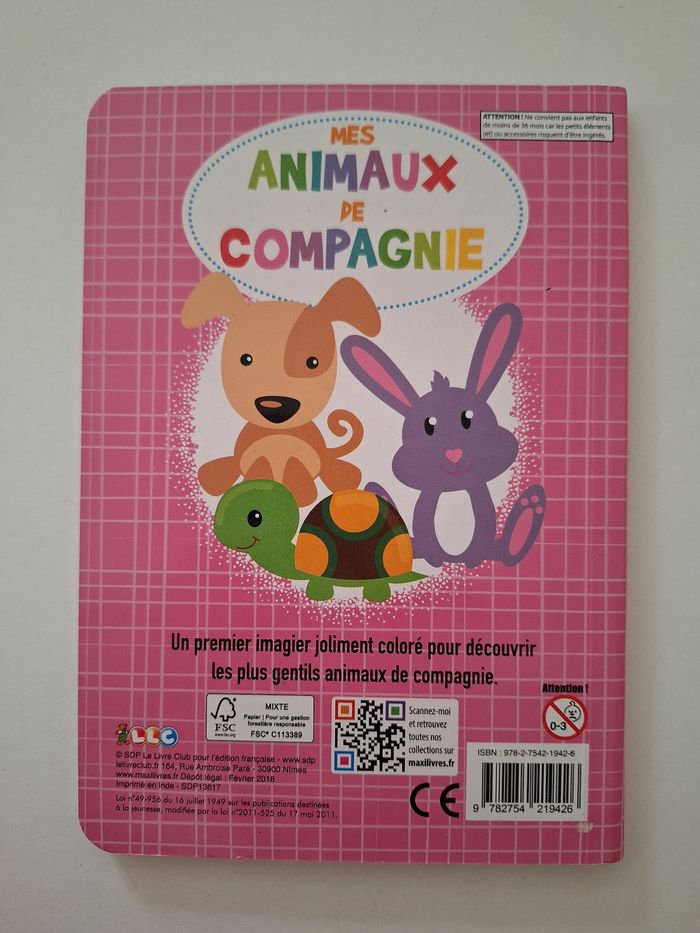 ATTENTION ! Ne convient pas aux enfants
de moins de 36 mois car les petits éléments
(et) ou accessoires risquent d'être ingérés.
MES
ANIMAUX
DE
COMPAGNIE
Un premier imagier joliment coloré pour découvrir
les plus gentils animaux de compagnie.
Attention !
0-3
LLC
FSC
www.fsc.org
MIXTE
Papier | Pour une gestion
forestière responsable
FSC® C113389
Scannez-moi
et retrouvez
toutes nos
collections sur
maxilivres.fr
© SDP Le Livre Club pour l'édition française - www.sdp
lelivreclub.fr 164, Rue Ambroise Paré - 30900 Nîmes
www.maxilivres.fr Dépôt légal : Février 2018
Imprimé en Inde - SDP13617
Loi n°49-956 du 16 juillet 1949 sur les publications destinées
à la jeunesse, modifiée par la loi n°2011-525 du 17 mai 2011.
CE
ISBN : 978-2-7542-1942-6
9 782754 219426